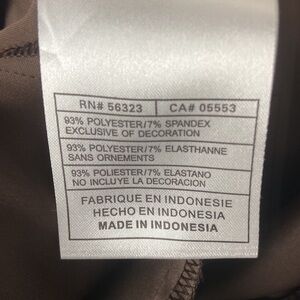 RN# 56323 CA# 05553
93% POLYESTER/7% SPANDEX
EXCLUSIVE OF DECORATION
93% POLYESTER/7% ELASTHANNE
SANS ORNEMENTS
93% POLYESTER/7% ELASTANO
NO INCLUYE LA DECORACION
FABRIQUE EN INDONESIE
HECHO EN INDONESIA
MADE IN INDONESIA